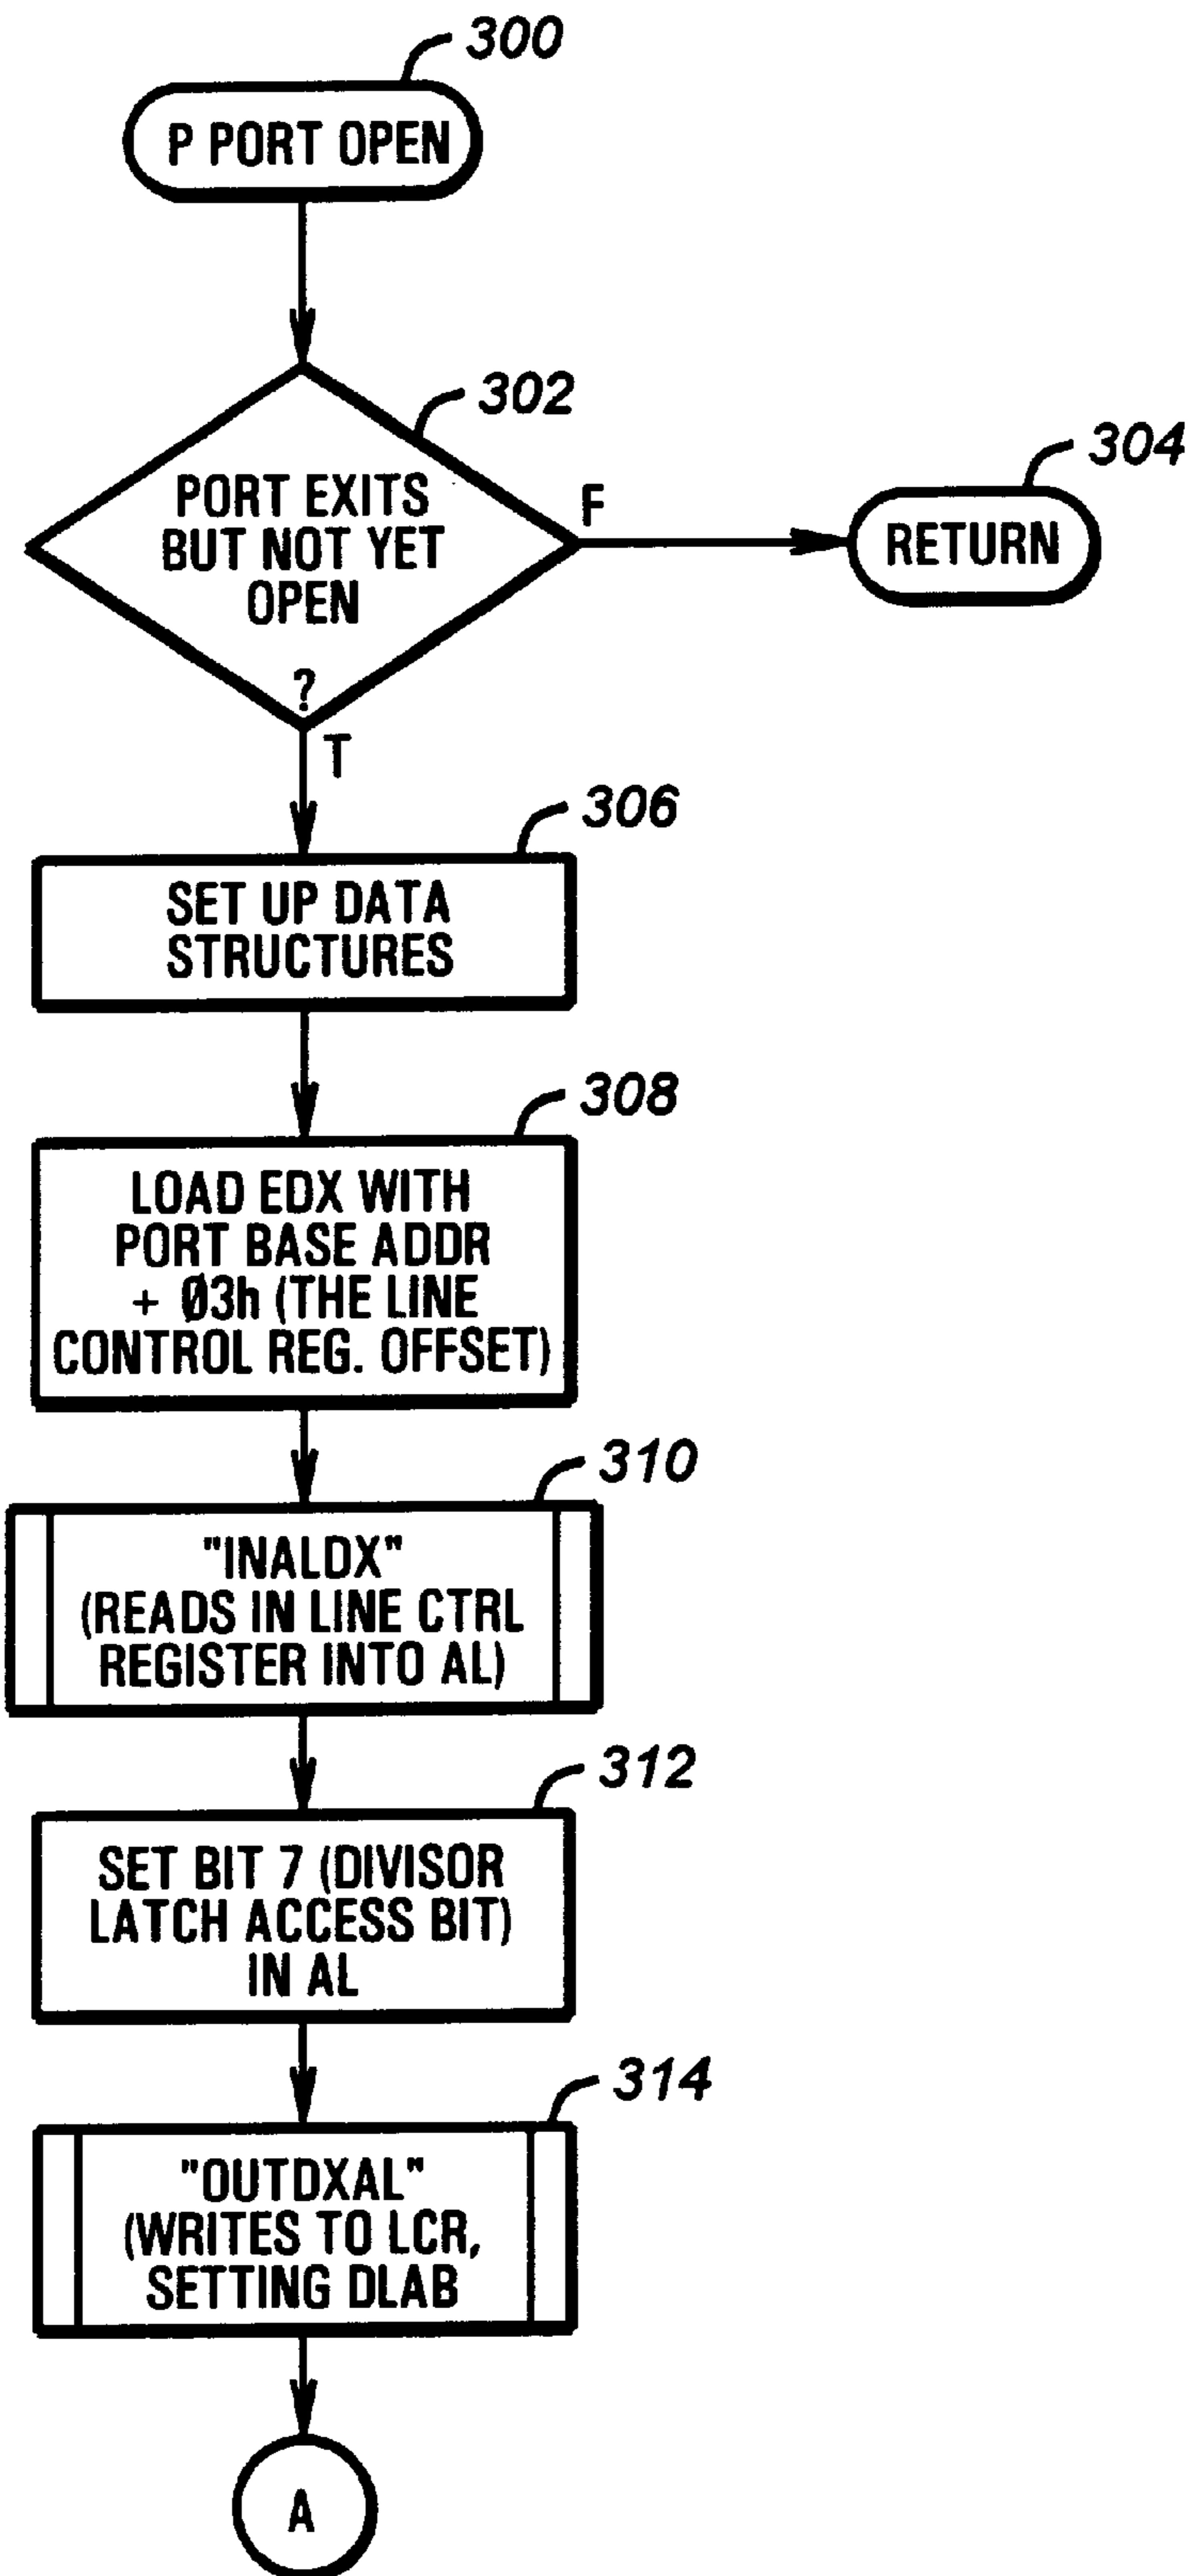 300
P PORT OPEN
302
PORT EXITS
BUT NOT YET
OPEN
?
F
304
RETURN
T
306
SET UP DATA
STRUCTURES
308
LOAD EDX WITH
PORT BASE ADDR
+ Ø3h (THE LINE
CONTROL REG. OFFSET)
310
"INALDX"
(READS IN LINE CTRL
REGISTER INTO AL)
312
SET BIT 7 (DIVISOR
LATCH ACCESS BIT)
IN AL
314
"OUTDXAL"
(WRITES TO LCR,
SETTING DLAB
A